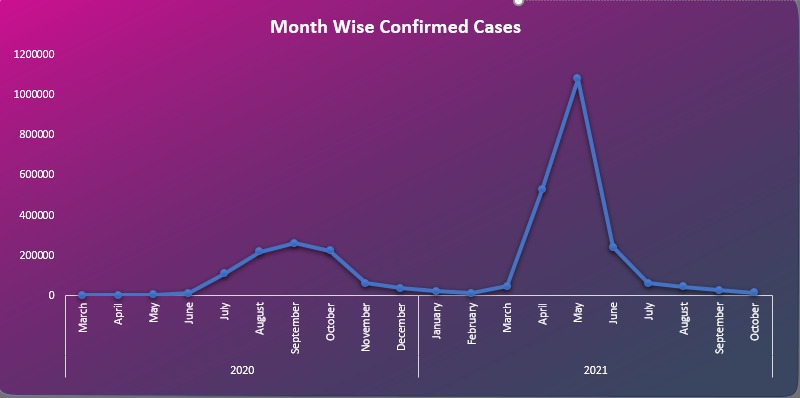 Month Wise Confirmed Cases
1200000
1000000
800000
600000
400000
200000
0
March
April
May
June
July
August
September
October
November
December
January
February
March
April
May
June
July
August
September
October
2020
2021